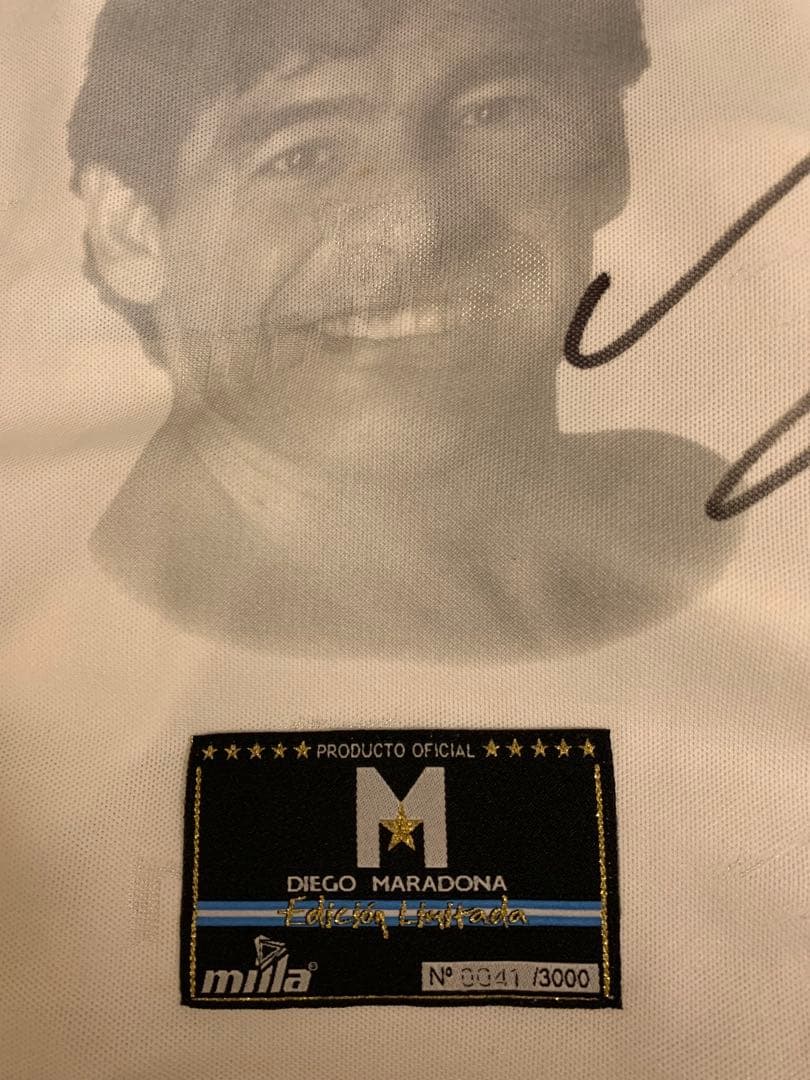 PRODUCTO OFICIAL
M
DIEGO MARADONA
Edición Limitada
milla
Nº 0041 /3000